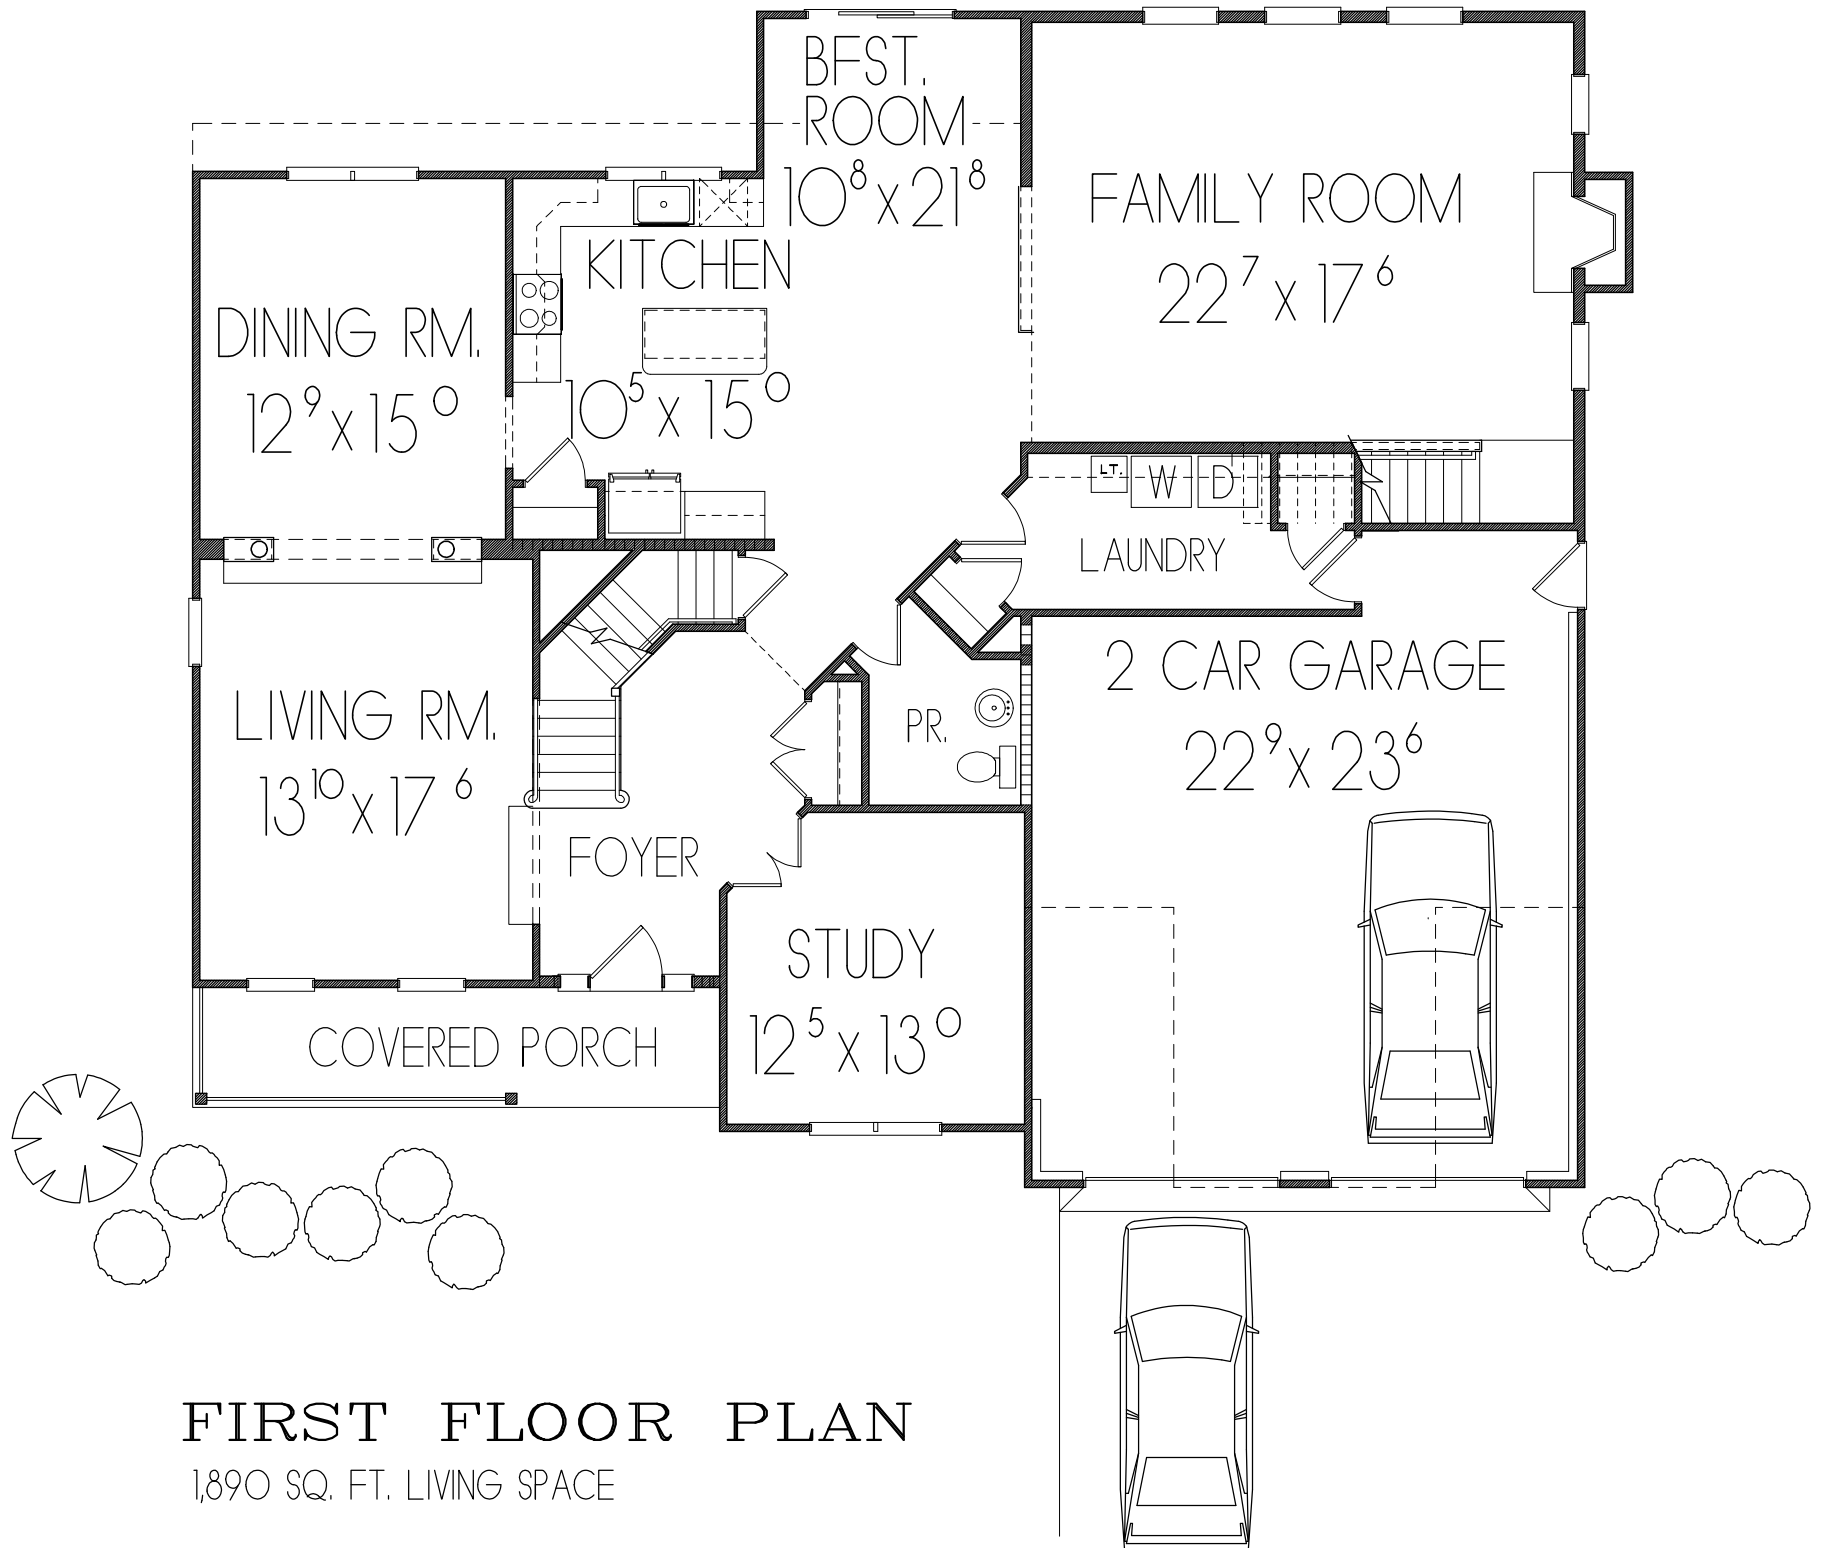 BFST.
ROOM
10⁸ x 21⁸
FAMILY ROOM
22⁷ x 17⁶
KITCHEN
10⁵ x 15⁰
DINING RM.
12⁹ x 15⁰
LT.
W
D
LAUNDRY
2 CAR GARAGE
22⁹ x 23⁶
LIVING RM.
13¹⁰ x 17⁶
PR.
FOYER
STUDY
12⁵ x 13⁰
COVERED PORCH
FIRST FLOOR PLAN
1,890 SQ. FT. LIVING SPACE